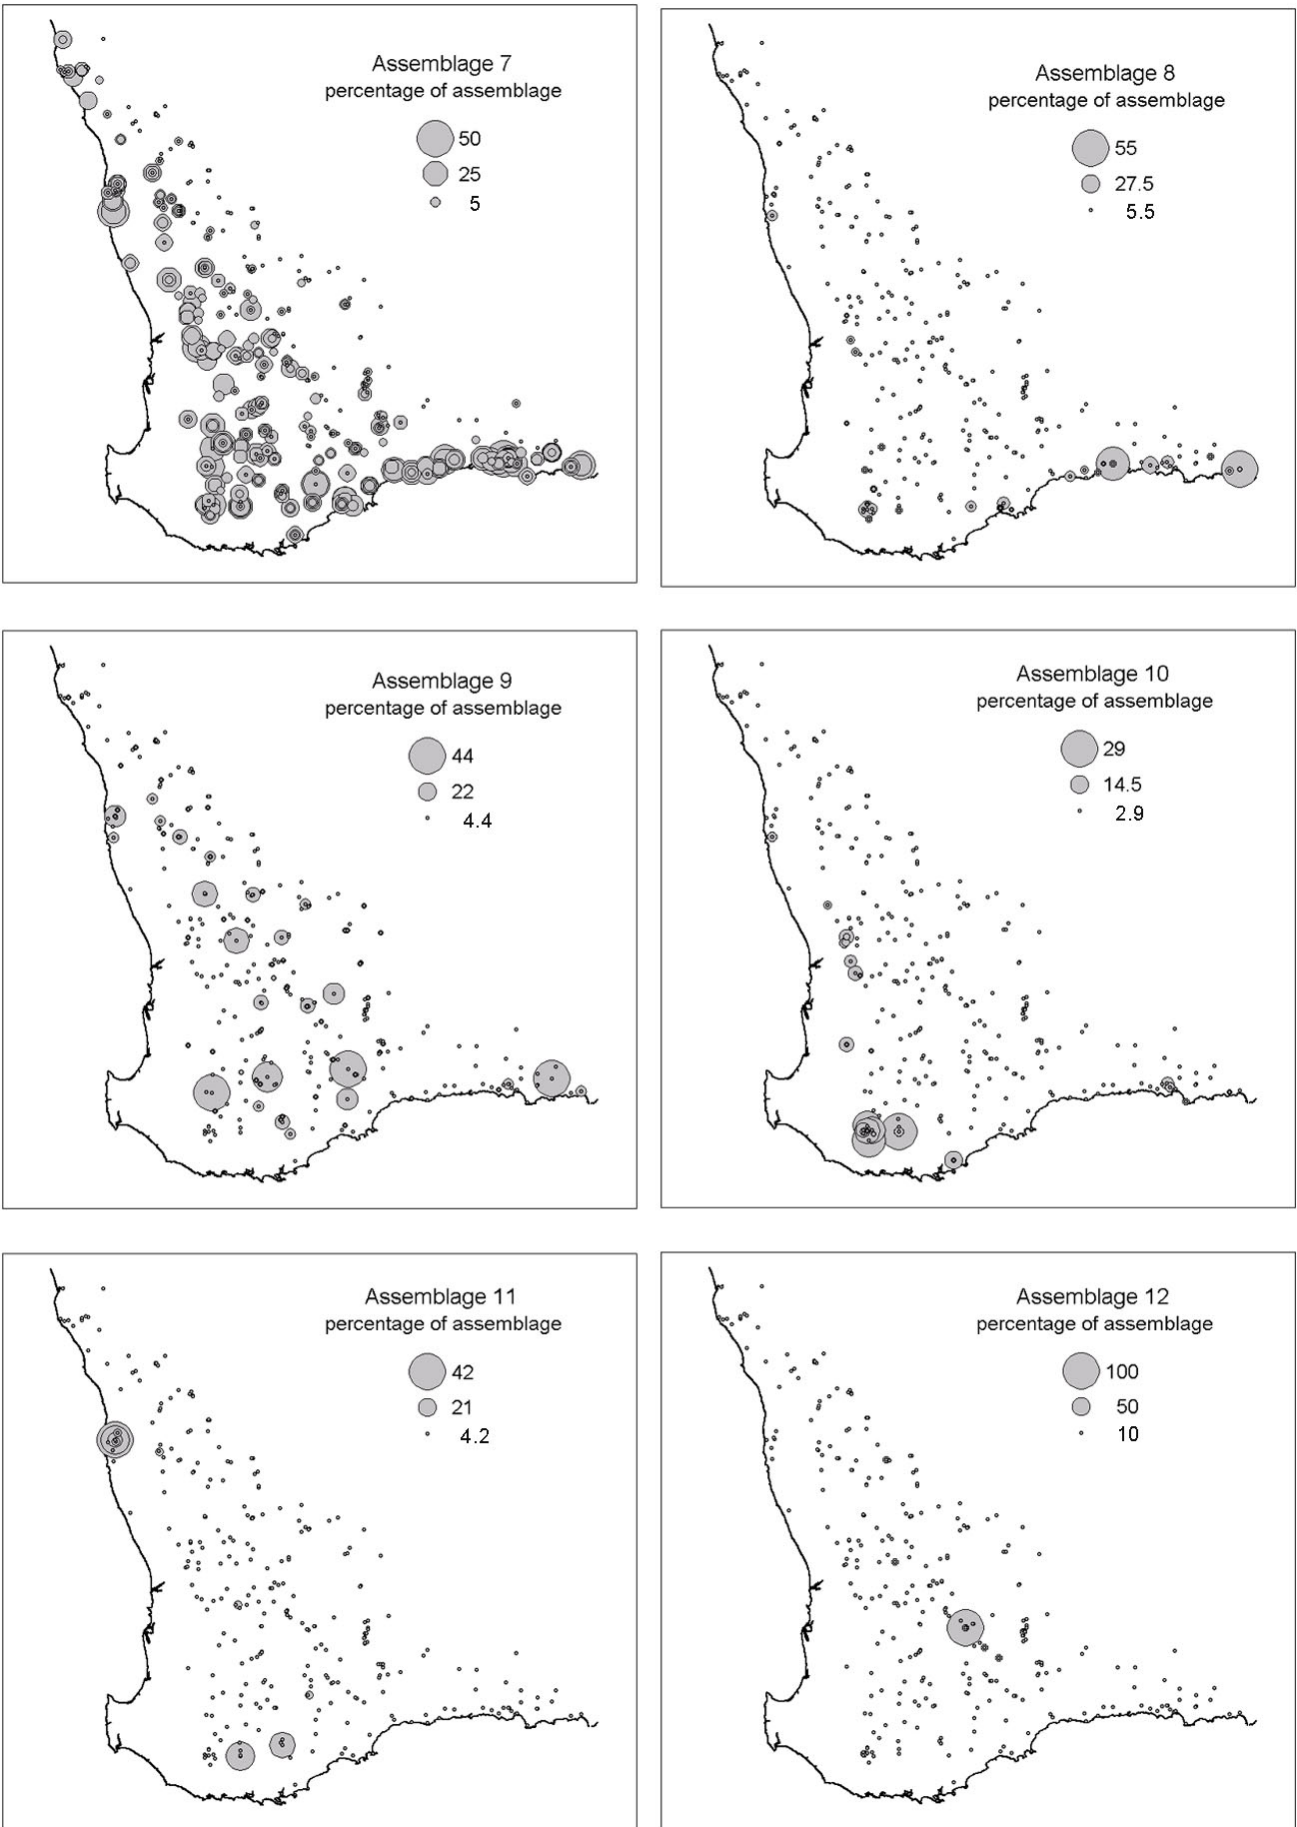 Assemblage 7
percentage of assemblage
50
25
5
Assemblage 8
percentage of assemblage
55
27.5
5.5
Assemblage 9
percentage of assemblage
44
22
4.4
Assemblage 10
percentage of assemblage
29
14.5
2.9
Assemblage 11
percentage of assemblage
42
21
4.2
Assemblage 12
percentage of assemblage
100
50
10